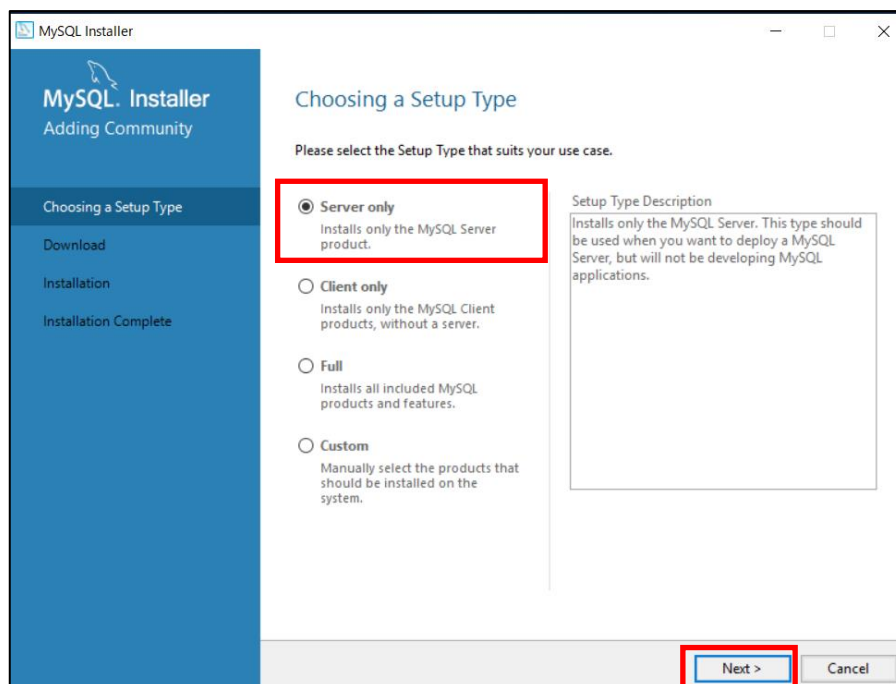 MySQL Installer
MySQL. Installer
Adding Community
Choosing a Setup Type
Download
Installation
Installation Complete
Choosing a Setup Type
Please select the Setup Type that suits your use case.
Server only
Installs only the MySQL Server
product.
Client only
Installs only the MySQL Client
products, without a server.
Full
Installs all included MySQL
products and features.
Custom
Manually select the products that
should be installed on the
system.
Setup Type Description
Installs only the MySQL Server. This type should
be used when you want to deploy a MySQL
Server, but will not be developing MySQL
applications.
Next >
Cancel